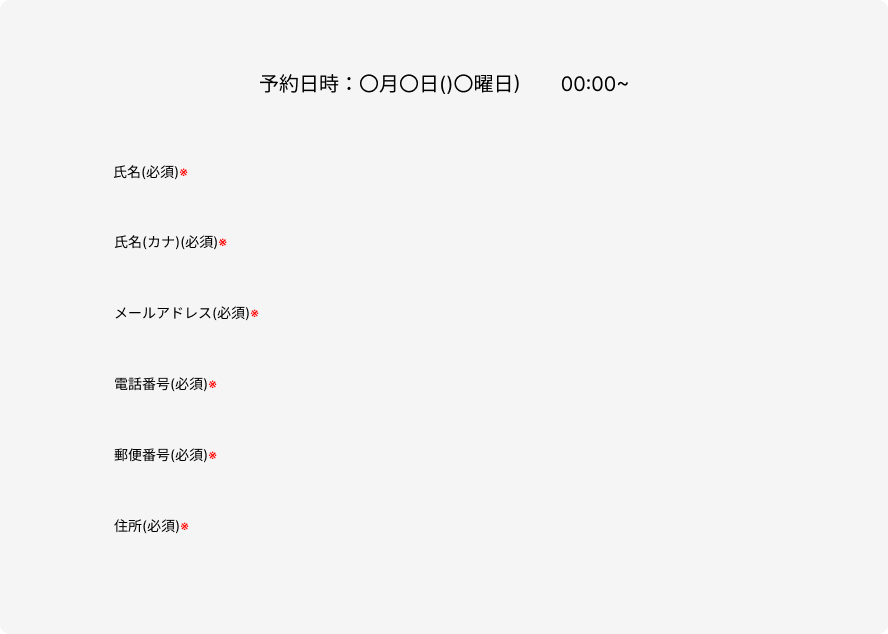 予約日時：〇月〇日()〇曜日)　　00:00~
氏名(必須)※
氏名(カナ)(必須)※
メールアドレス(必須)※
電話番号(必須)※
郵便番号(必須)※
住所(必須)※